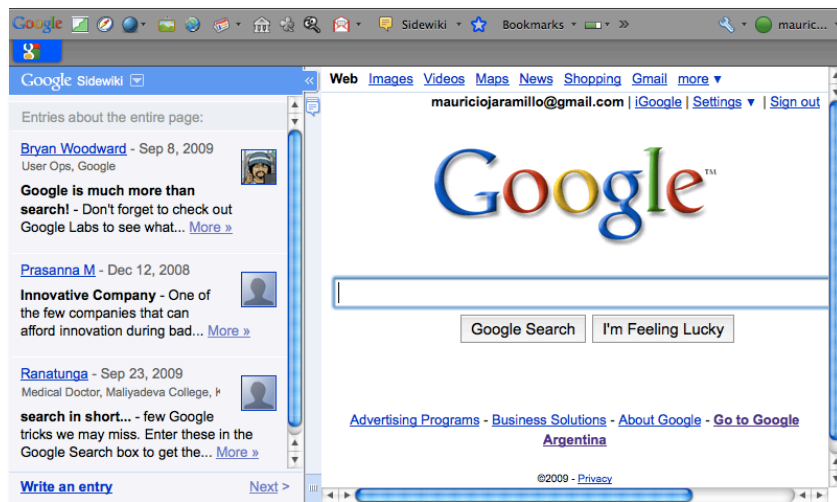 Google Sidewiki Bookmarks mauric...
Google Sidewiki
Entries about the entire page:
Bryan Woodward - Sep 8, 2009
User Ops, Google
Google is much more than
search! - Don't forget to check out
Google Labs to see what... More »
Prasanna M - Dec 12, 2008
Innovative Company - One of
the few companies that can
afford innovation during bad... More »
Ranatunga - Sep 23, 2009
Medical Doctor, Maliyadeva College,
search in short... - few Google
tricks we may miss. Enter these in the
Google Search box to get the... More »
Write an entry Next >
Web Images Videos Maps News Shopping Gmail more ▼
mauriciojaramillo@gmail.com | iGoogle | Settings ▼ | Sign out
Google™
Google Search I'm Feeling Lucky
Advertising Programs - Business Solutions - About Google - Go to Google
Argentina
©2009 - Privacy